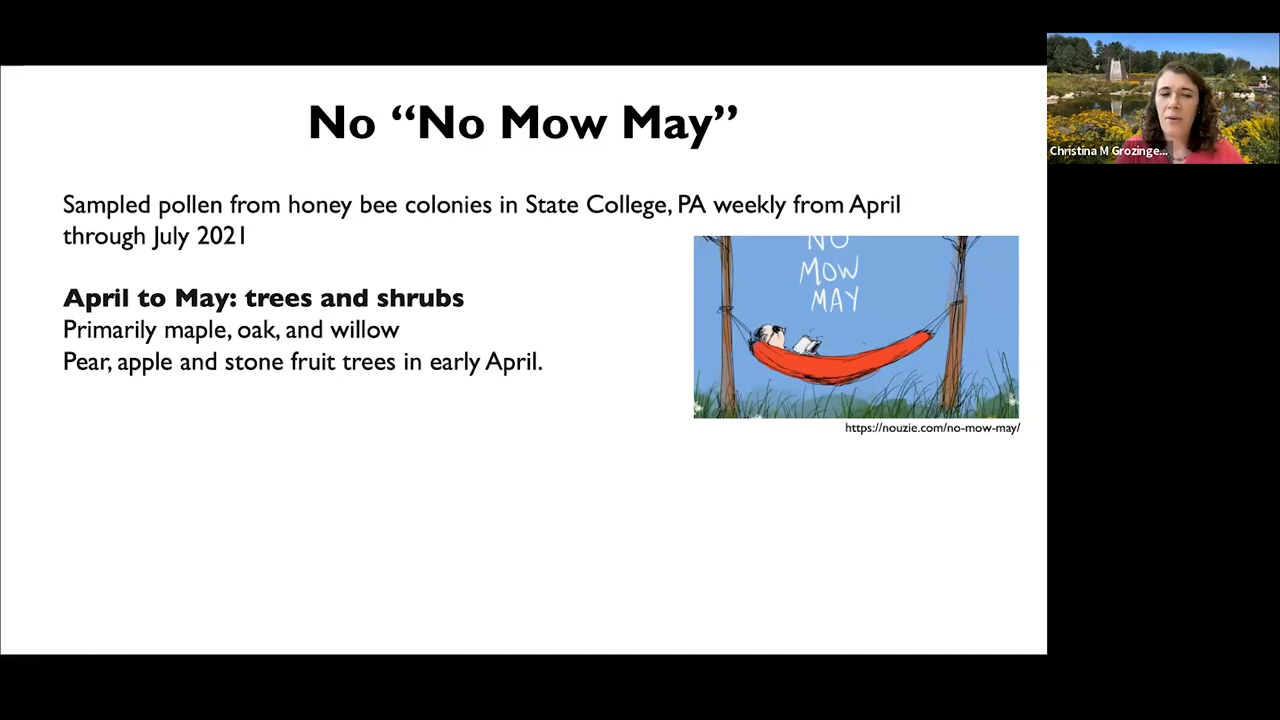 No “No Mow May”
Christina M Grozinge...
Sampled pollen from honey bee colonies in State College, PA weekly from April
through July 2021
April to May: trees and shrubs
Primarily maple, oak, and willow
Pear, apple and stone fruit trees in early April.
NO
MOW
MAY
https://nouzie.com/no-mow-may/